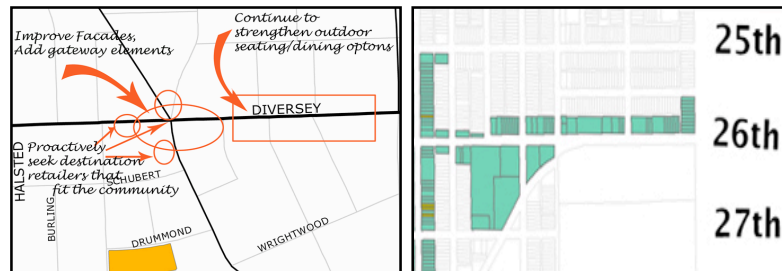 Improve Facades,
Add gateway elements
Continue to
strengthen outdoor
seating/dining optons
DIVERSEY
Proactively
seek destination
retailers that
fit the community
HALSTED
SCHUBERT
BURLING
DRUMMOND
WRIGHTWOOD
25th
26th
27th